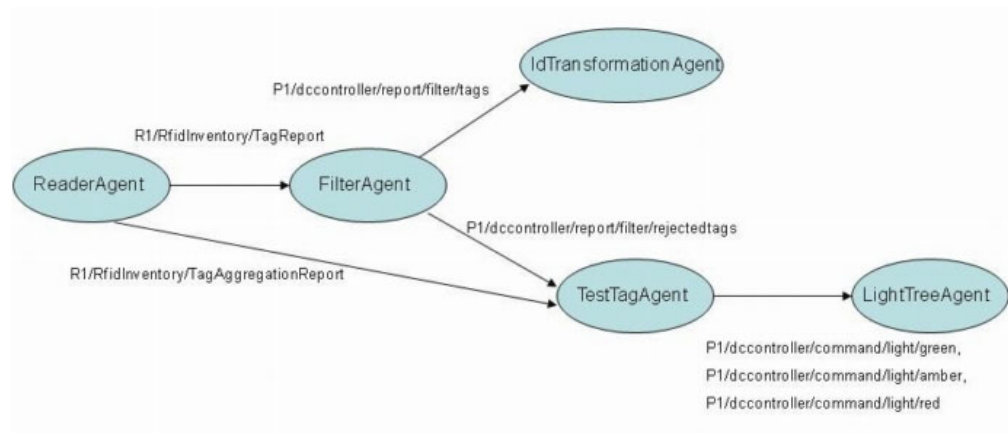 IdTransformationAgent
P1/dccontroller/report/filter/tags
R1/RfidInventory/TagReport
ReaderAgent
FilterAgent
P1/dccontroller/report/filter/rejectedtags
R1/RfidInventory/TagAggregationReport
TestTagAgent
LightTreeAgent
P1/dccontroller/command/light/green,
P1/dccontroller/command/light/amber,
P1/dccontroller/command/light/red